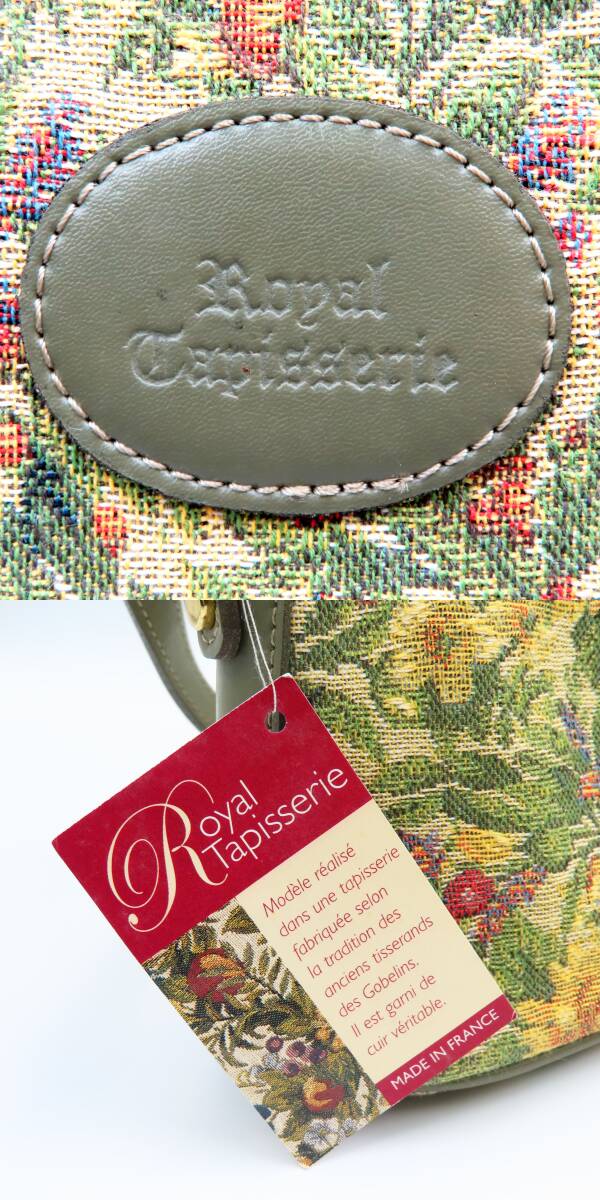 Royal
Tapisserie
Royal
Tapisserie
Modèle réalisé
dans une tapisserie
fabriquée selon
la tradition des
anciens tisserands
des Gobelins.
Il est garni de
cuir véritable.
MADE IN FRANCE